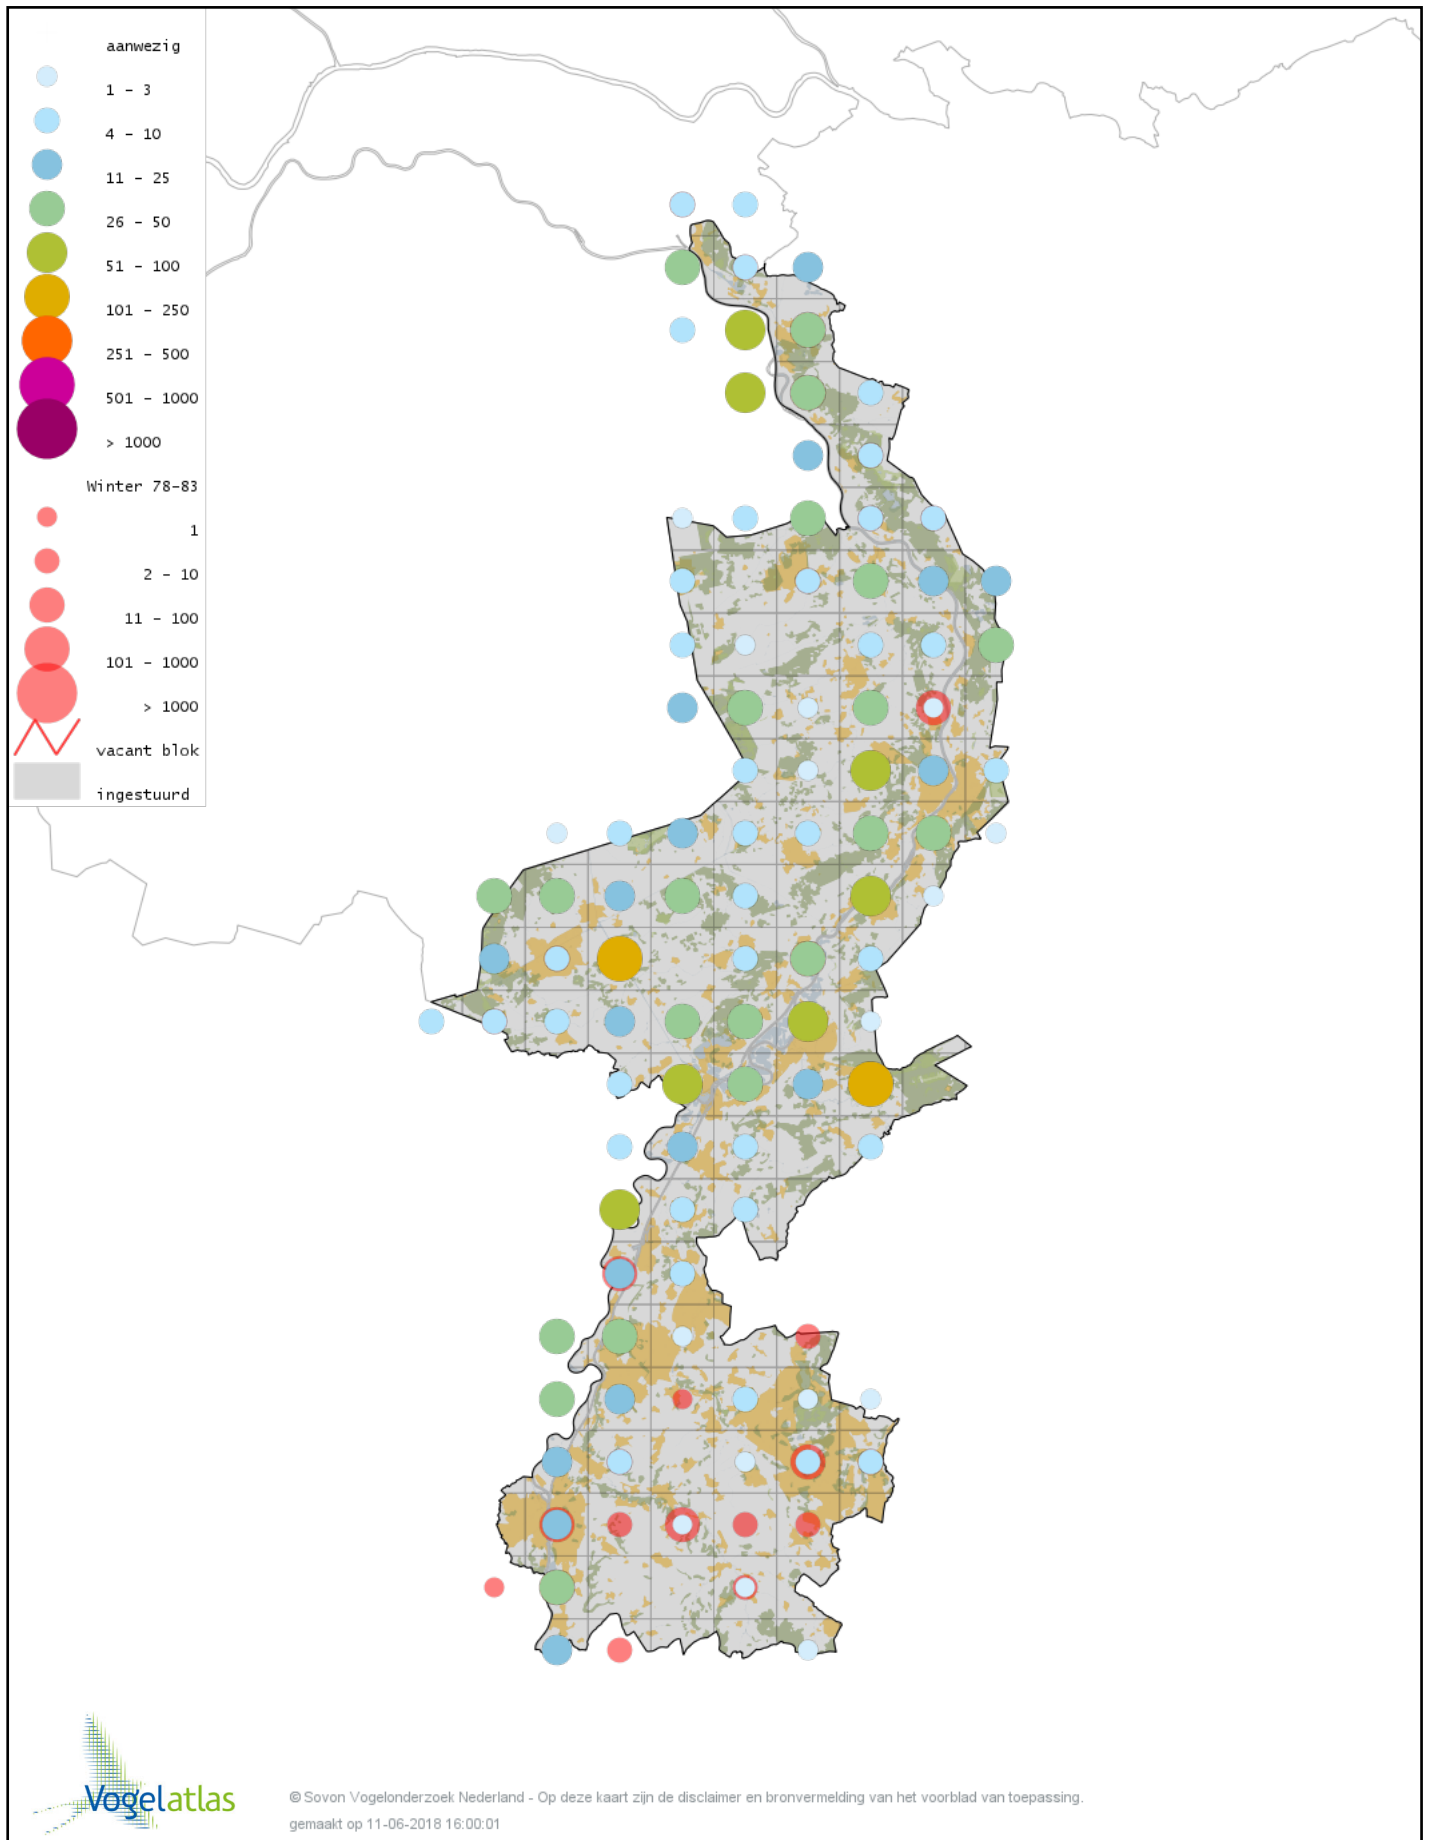 aanwezig
1 - 3
4 - 10
11 - 25
26 - 50
51 - 100
101 - 250
251 - 500
501 - 1000
> 1000
Winter 78-83
1
2 - 10
11 - 100
101 - 1000
> 1000
vacant blok
ingestuurd
Vogelatlas
© Sovon Vogelonderzoek Nederland - Op deze kaart zijn de disclaimer en bronvermelding van het voorblad van toepassing.
gemaakt op 11-06-2018 16:00:01